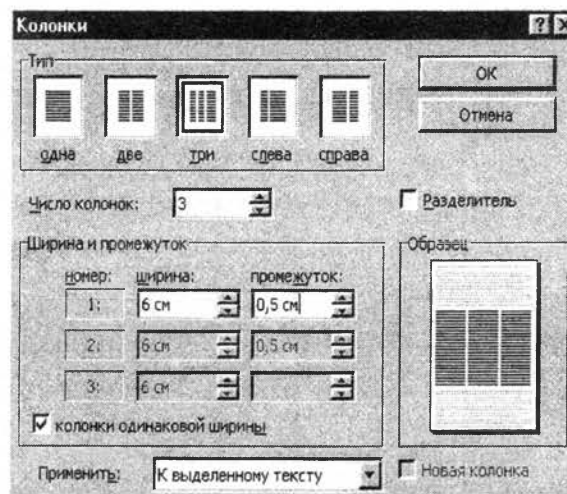 Колонки
Тип
одна две три слева справа
ОК
Отмена
Число колонок: 3
Разделитель
Ширина и промежуток
номер: ширина: промежуток:
1: 6 см 0,5 см
2: 6 см 0,5 см
3: 6 см
колонки одинаковой ширины
Образец
Применить: К выделенному тексту
Новая колонка